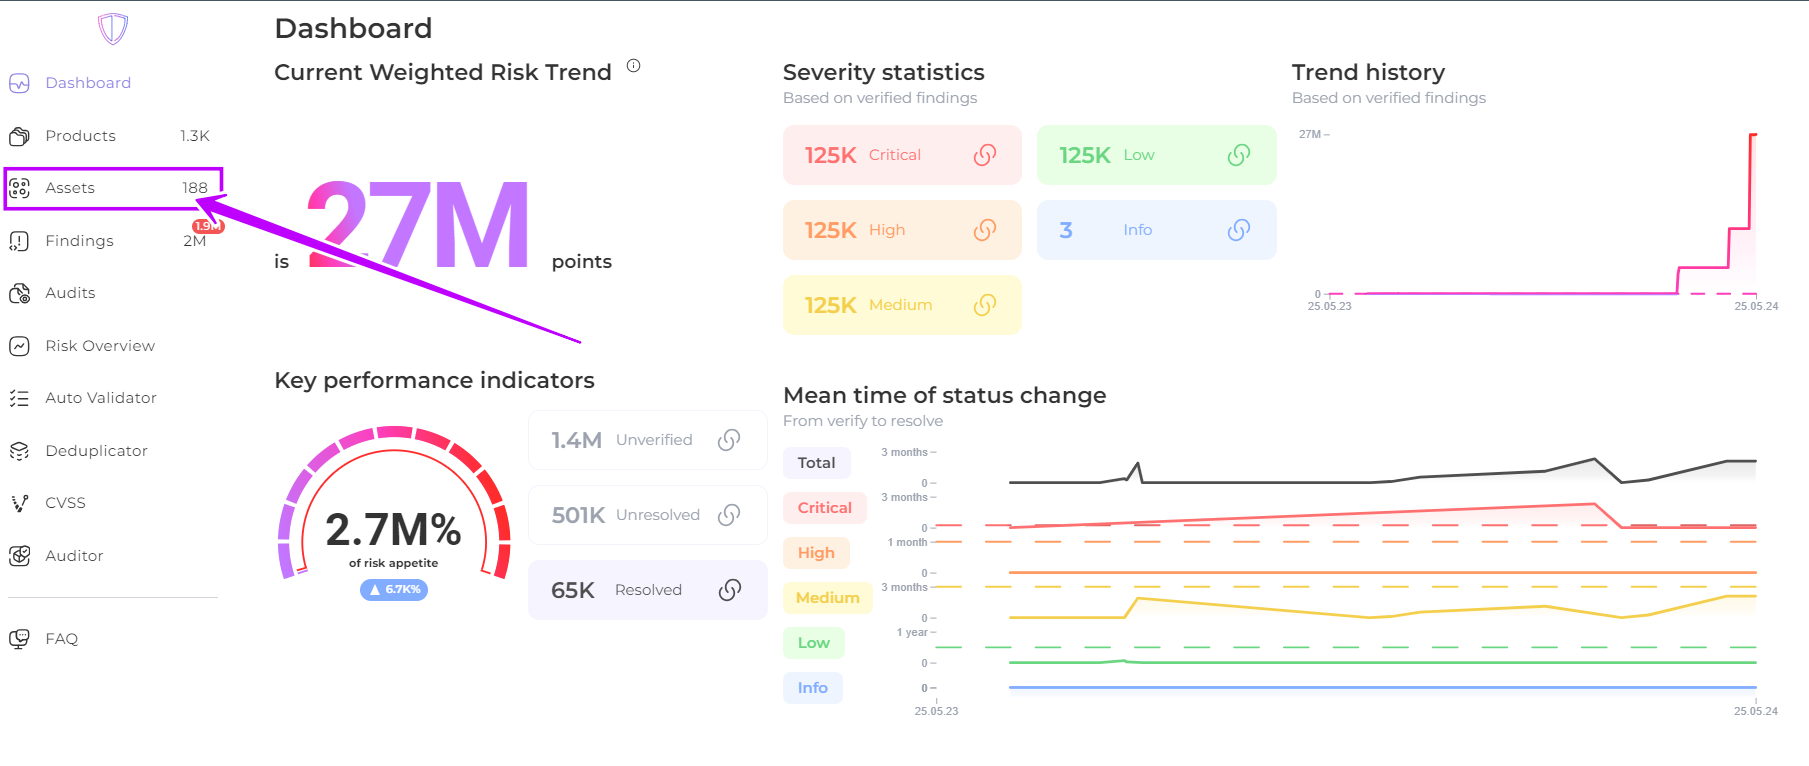 Dashboard
Products 1.3K
Assets 188
1.9M
Findings 2M
Audits
Risk Overview
Auto Validator
Deduplicator
CVSS
Auditor
FAQ
Dashboard
Current Weighted Risk Trend
is 27M points
Severity statistics
Based on verified findings
125K Critical
125K Low
125K High
3 Info
125K Medium
Trend history
Based on verified findings
27M
0
25.05.23 25.05.24
Key performance indicators
2.7M%
of risk appetite
▲ 6.7K%
1.4M Unverified
501K Unresolved
65K Resolved
Mean time of status change
From verify to resolve
Total 3 months
0
Critical 3 months
0
High 1 month
0
Medium 3 months
0
Low 1 year
0
Info 0
25.05.23 25.05.24